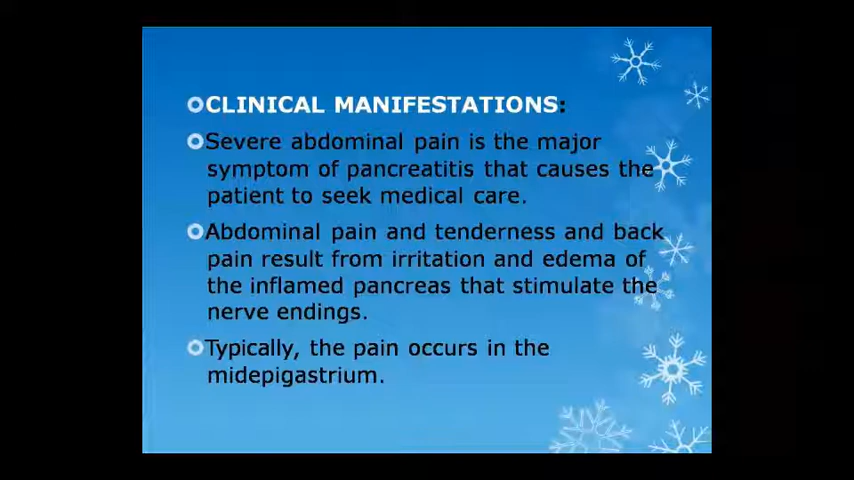 CLINICAL MANIFESTATIONS:
Severe abdominal pain is the major
symptom of pancreatitis that causes the
patient to seek medical care.
Abdominal pain and tenderness and back
pain result from irritation and edema of
the inflamed pancreas that stimulate the
nerve endings.
Typically, the pain occurs in the
midepigastrium.